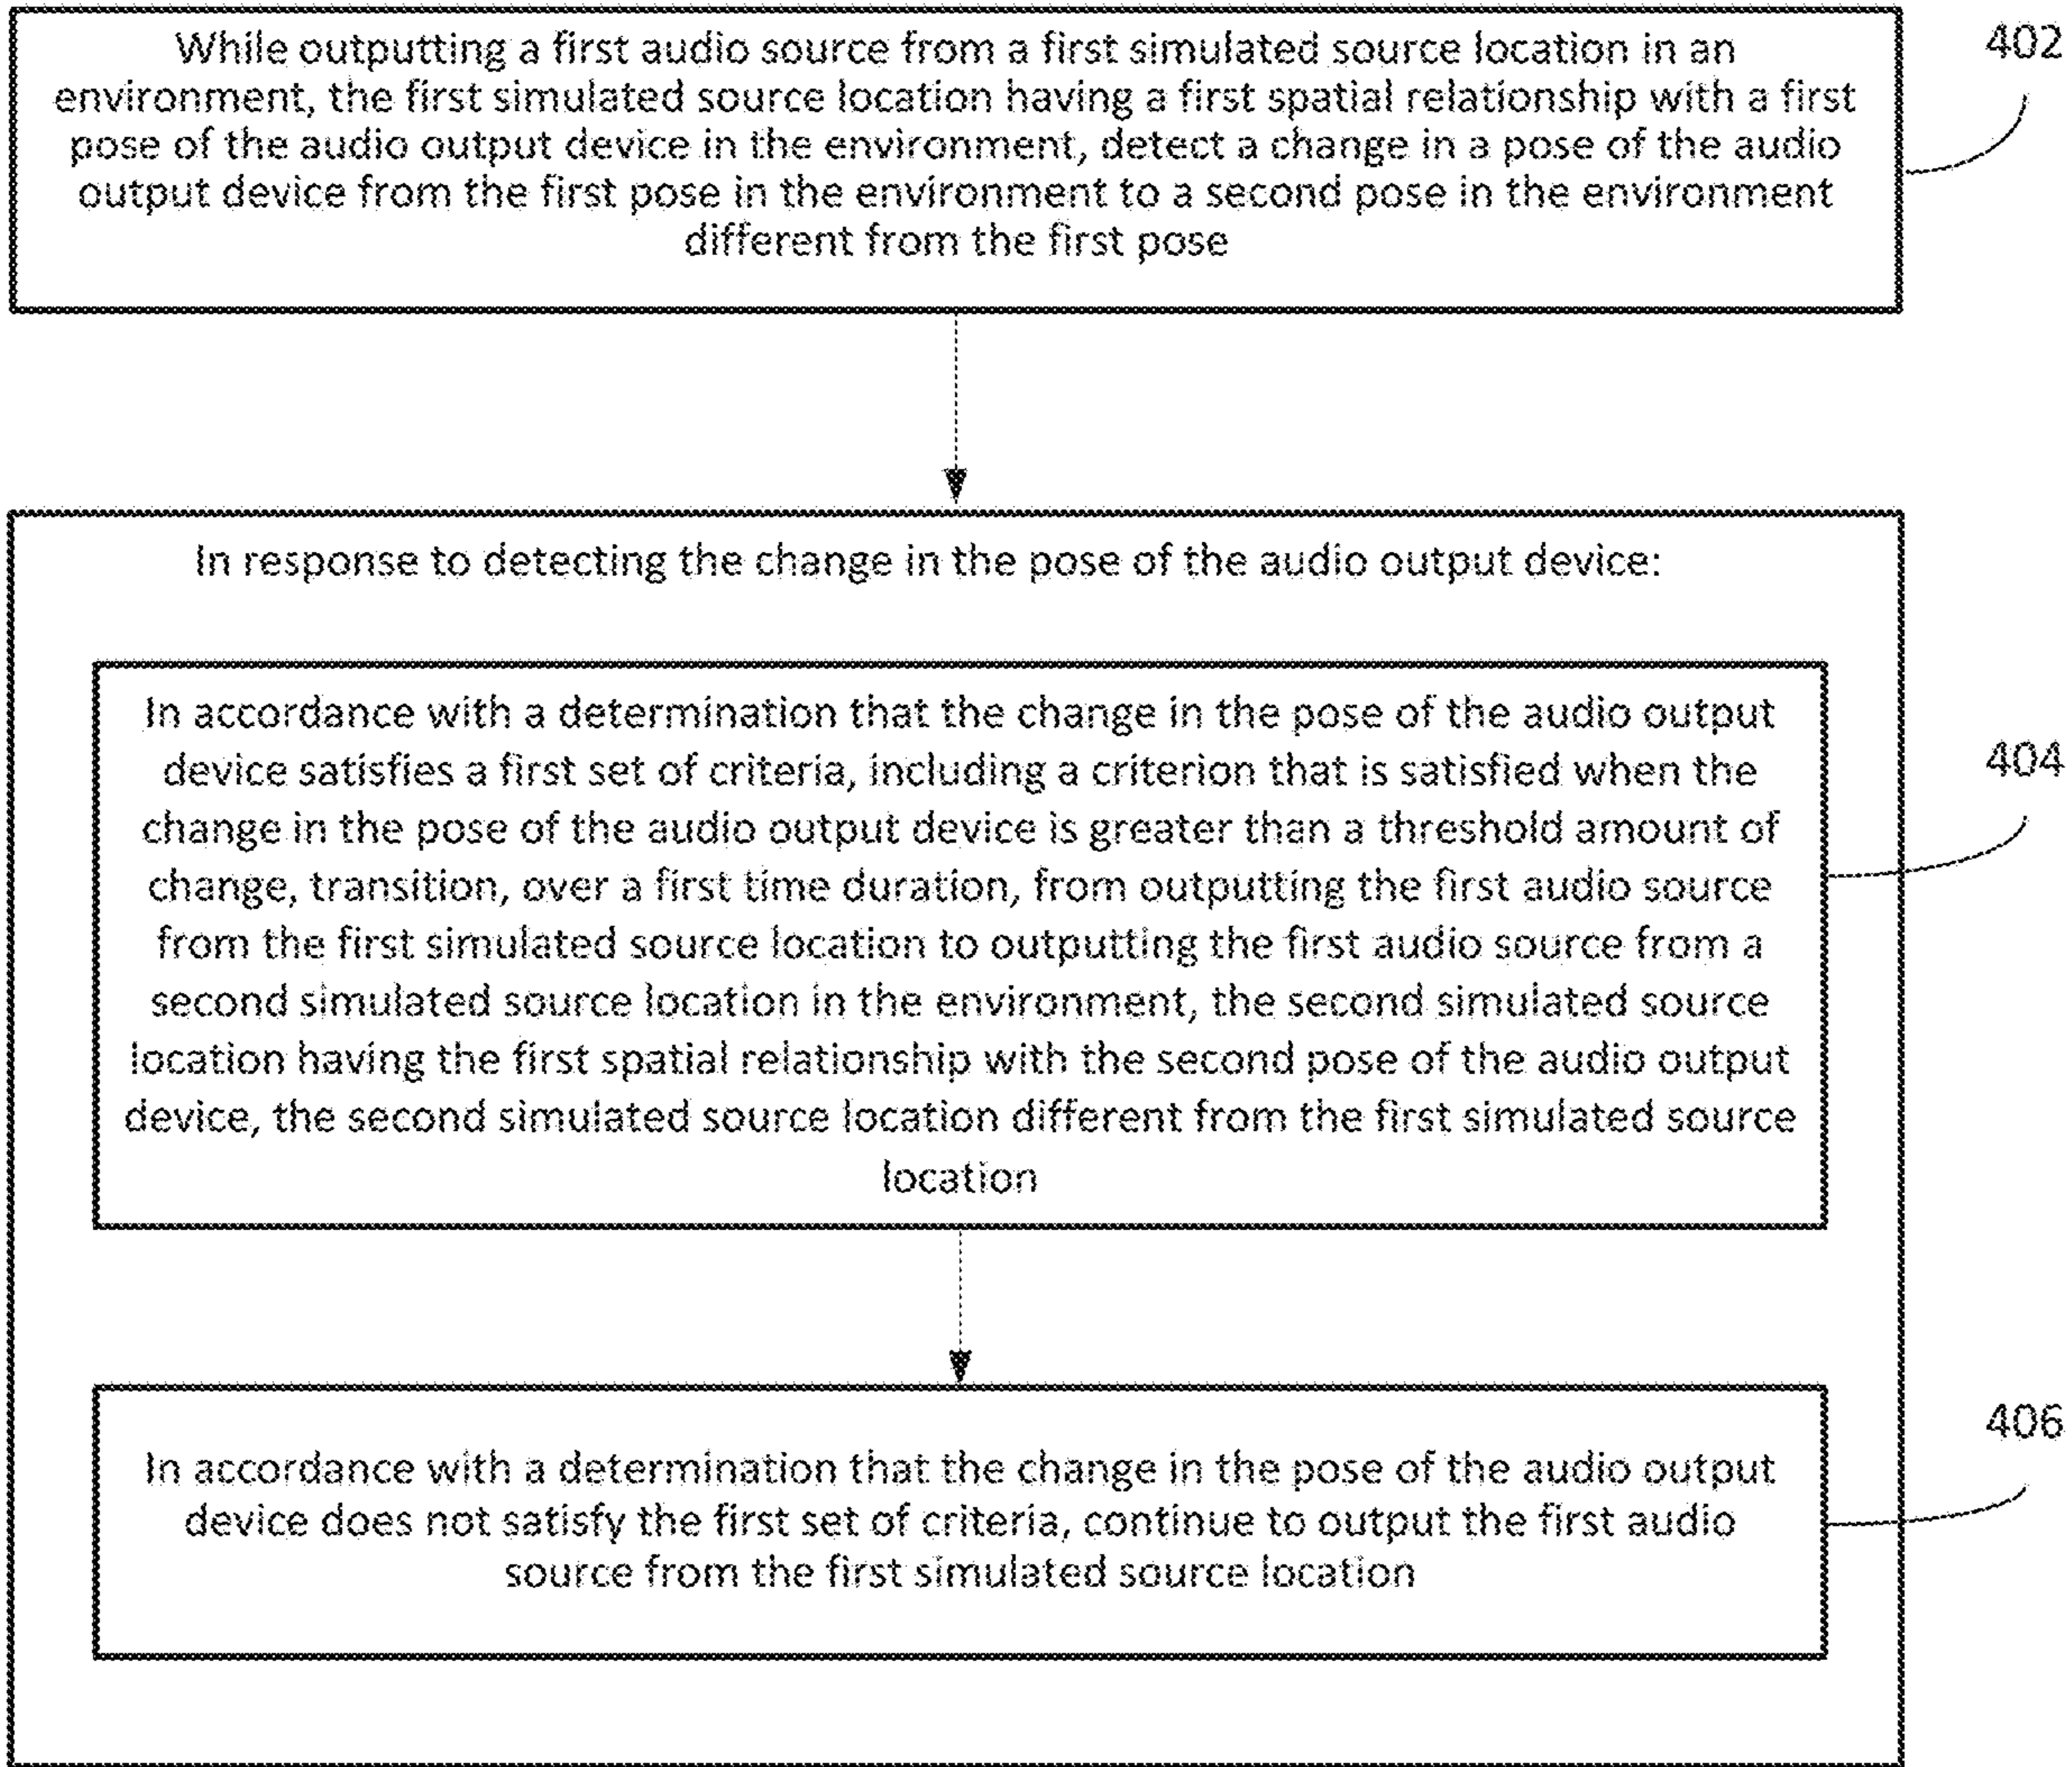 While outputting a first audio source from a first simulated source location in an
environment, the first simulated source location having a first spatial relationship with a first
pose of the audio output device in the environment, detect a change in a pose of the audio
output device from the first pose in the environment to a second pose in the environment
different from the first pose
402
In response to detecting the change in the pose of the audio output device:
In accordance with a determination that the change in the pose of the audio output
device satisfies a first set of criteria, including a criterion that is satisfied when the
change in the pose of the audio output device is greater than a threshold amount of
change, transition, over a first time duration, from outputting the first audio source
from the first simulated source location to outputting the first audio source from a
second simulated source location in the environment, the second simulated source
location having the first spatial relationship with the second pose of the audio output
device, the second simulated source location different from the first simulated source
location
404
In accordance with a determination that the change in the pose of the audio output
device does not satisfy the first set of criteria, continue to output the first audio
source from the first simulated source location
406